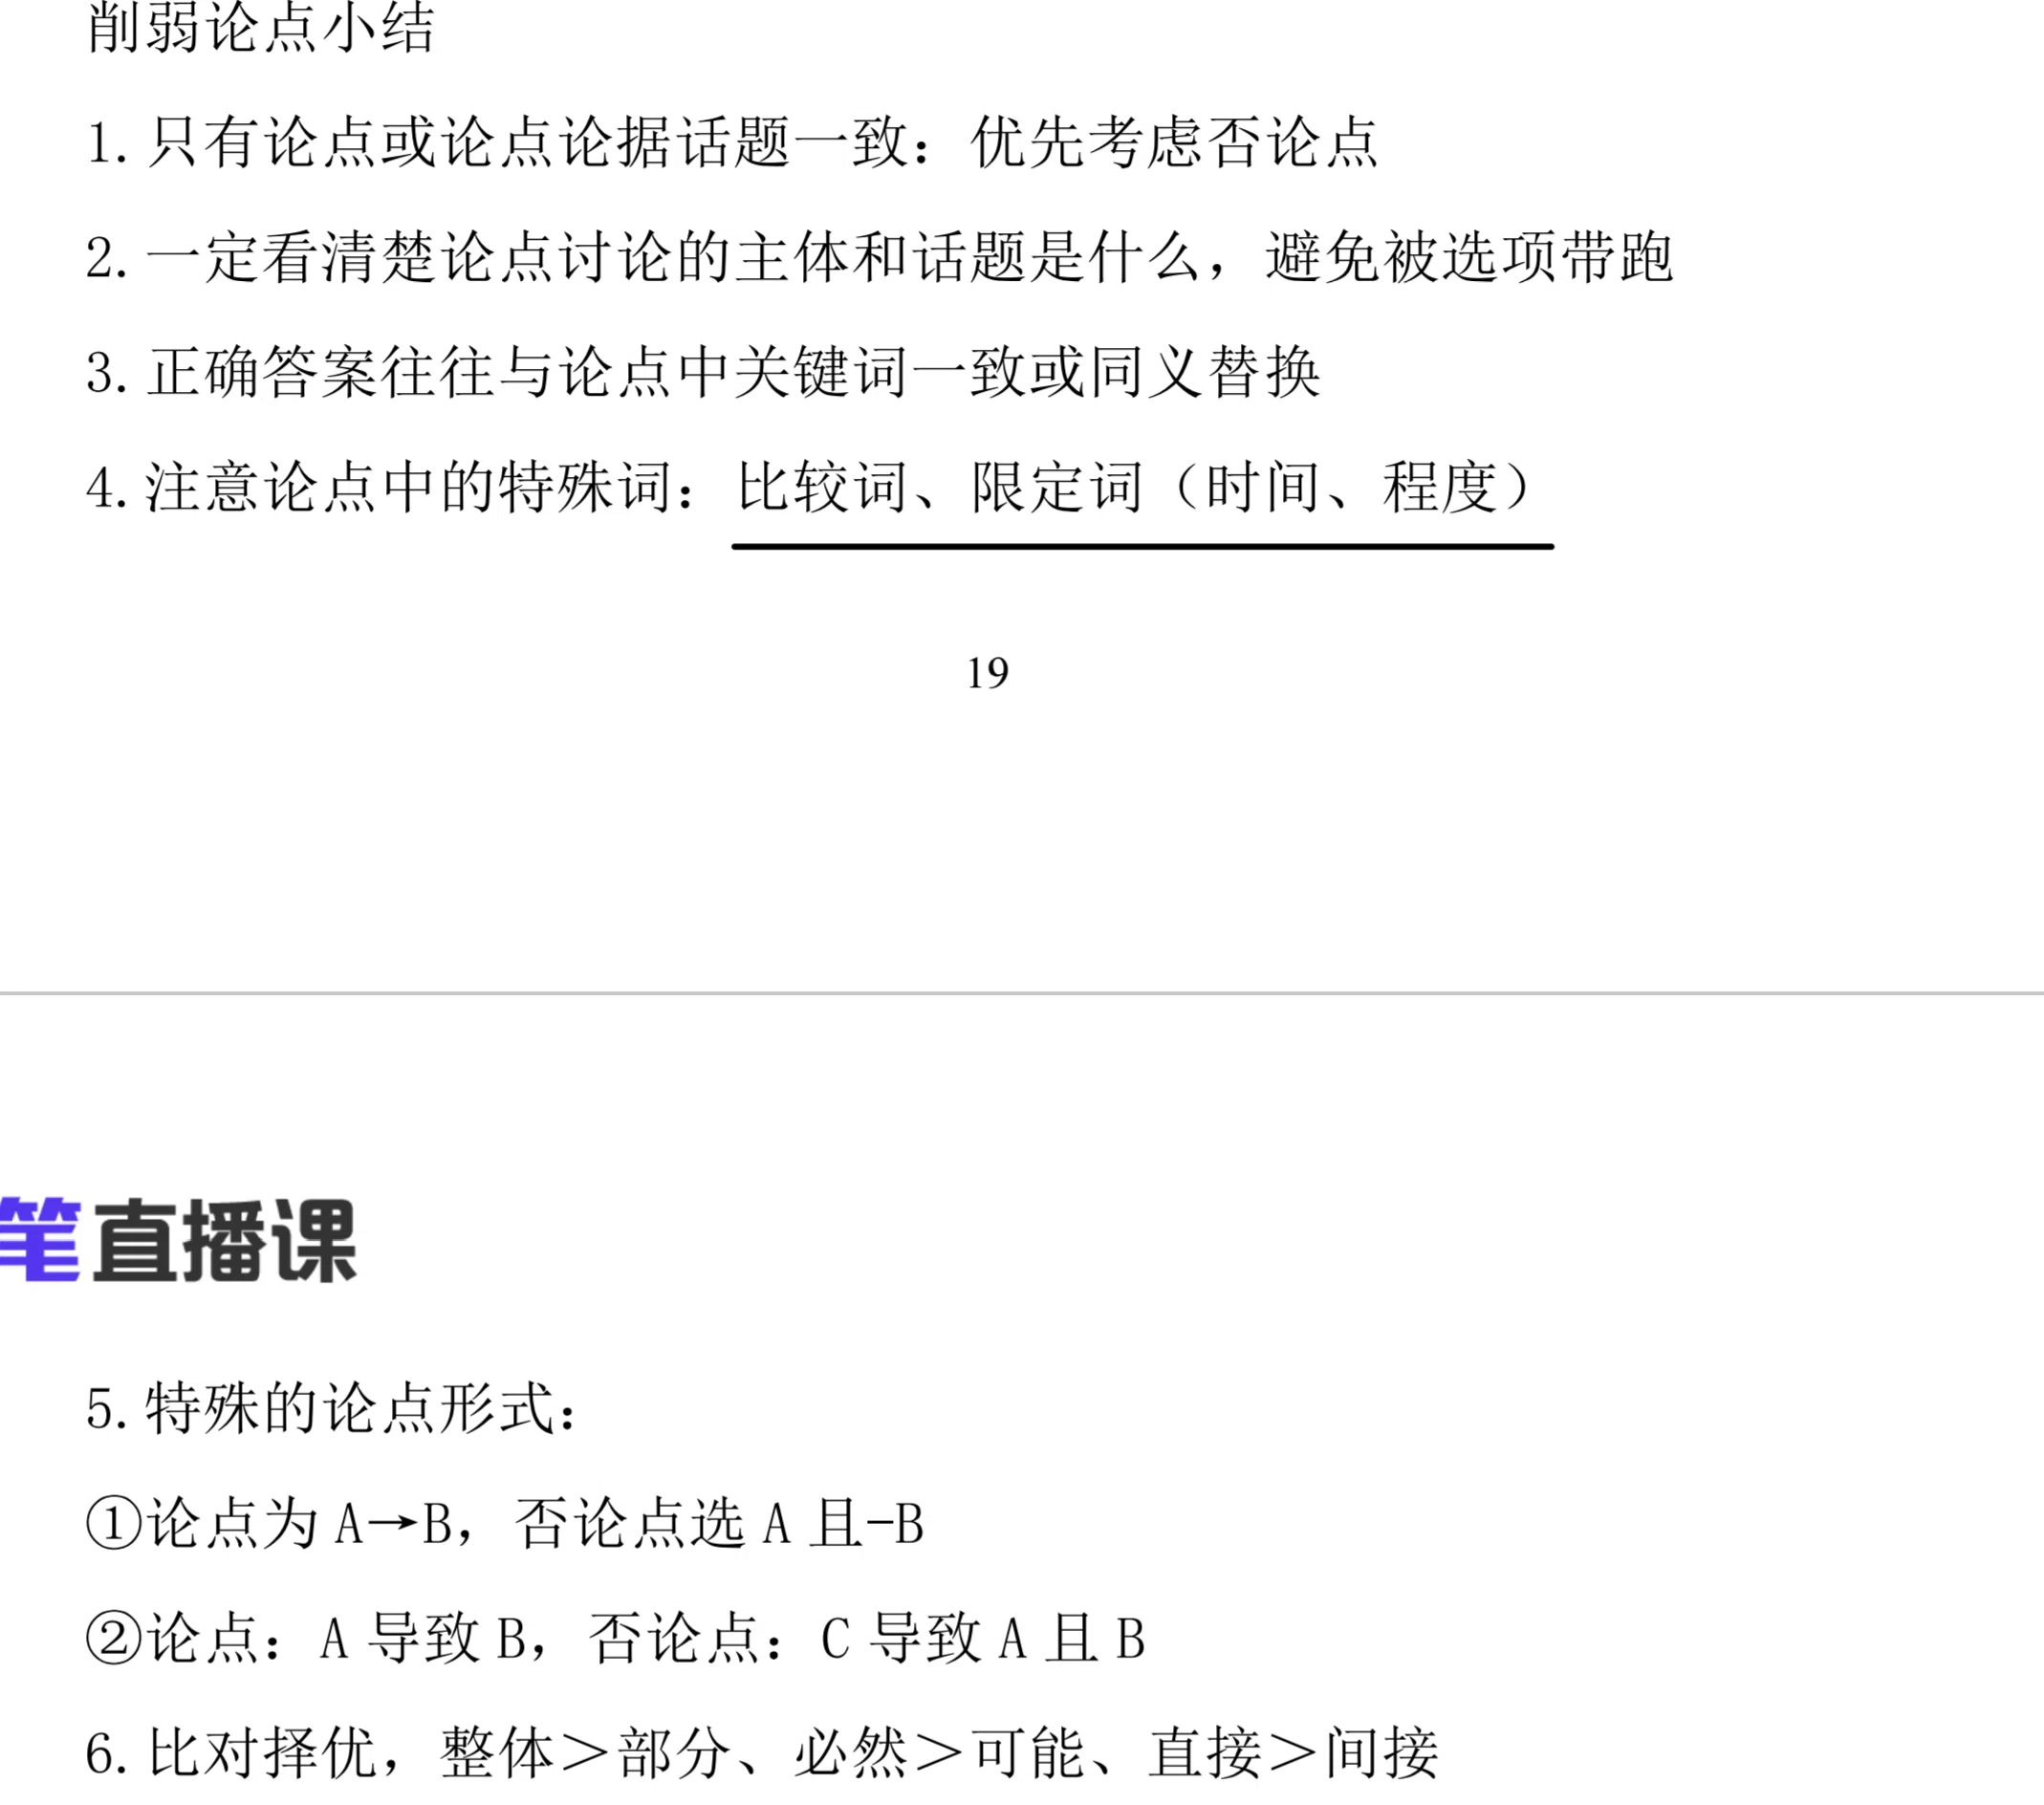 削弱论点小结
1. 只有论点或论点论据话题一致：优先考虑否论点
2. 一定看清楚论点讨论的主体和话题是什么，避免被选项带跑
3. 正确答案往往与论点中关键词一致或同义替换
4. 注意论点中的特殊词：比较词、限定词（时间、程度）
19
笔直播课
5. 特殊的论点形式：
①论点为 A→B，否论点选 A 且-B
②论点：A 导致 B，否论点：C 导致 A 且 B
6. 比对择优，整体＞部分、必然＞可能、直接＞间接